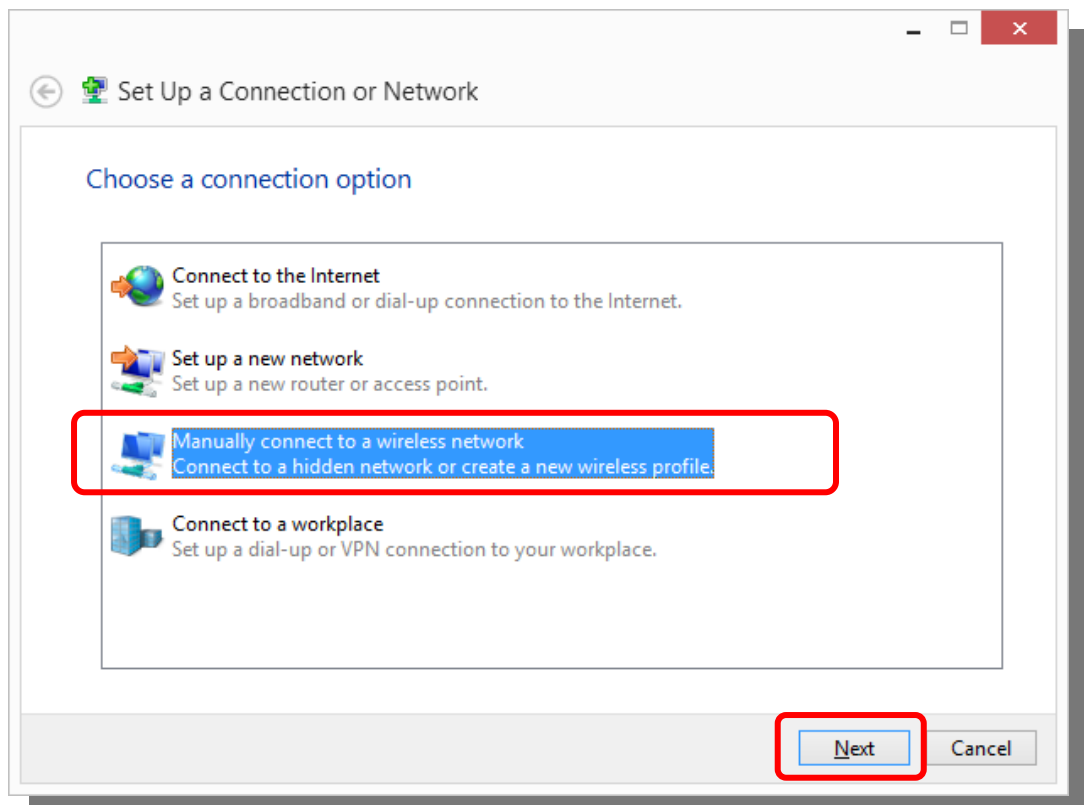 Set Up a Connection or Network
Choose a connection option
Connect to the Internet
Set up a broadband or dial-up connection to the Internet.
Set up a new network
Set up a new router or access point.
Manually connect to a wireless network
Connect to a hidden network or create a new wireless profile.
Connect to a workplace
Set up a dial-up or VPN connection to your workplace.
Next
Cancel